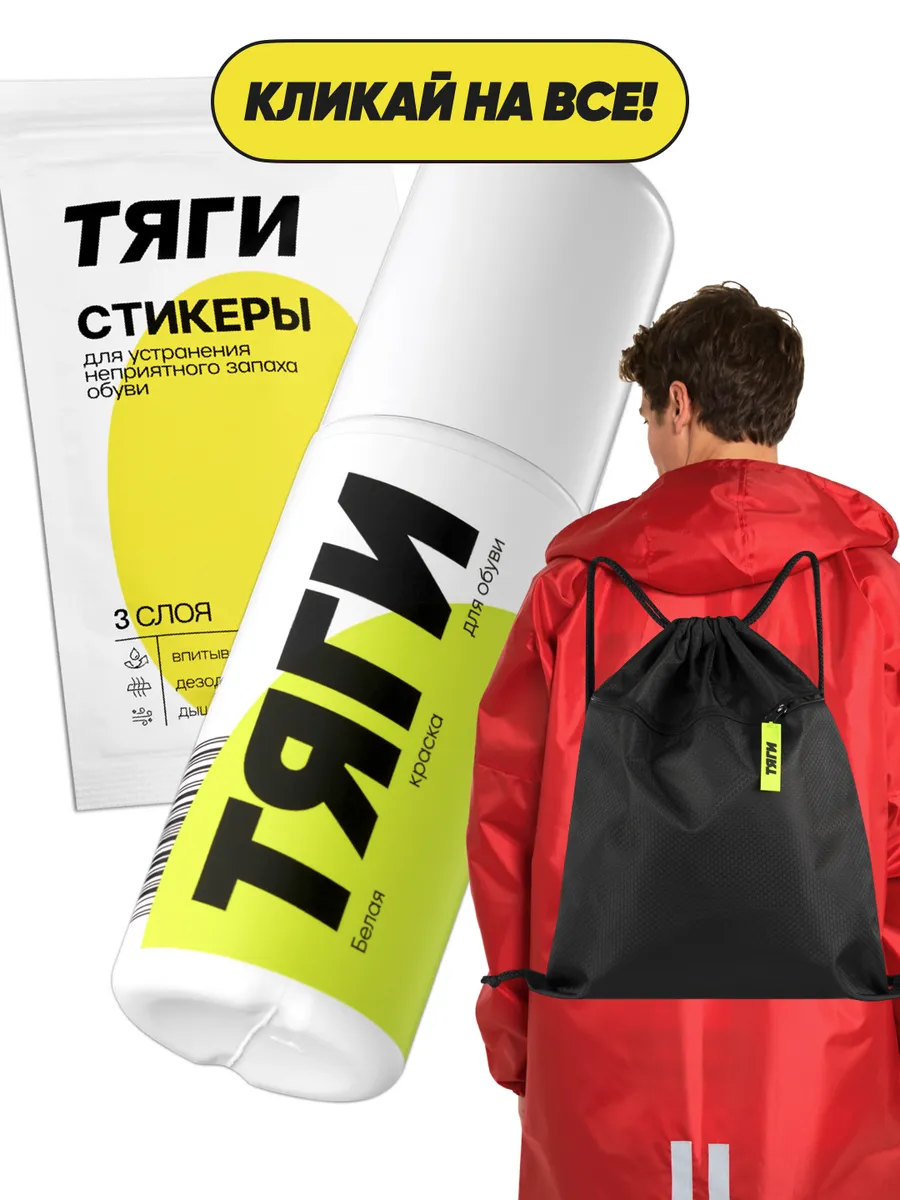 КЛИКАЙ НА ВСЕ!
ТЯГИ
СТИКЕРЫ
для устранения
неприятного запаха
обуви
3 СЛОЯ
ТЯГИ
Белая
краска
для обуви
ТЯГИ